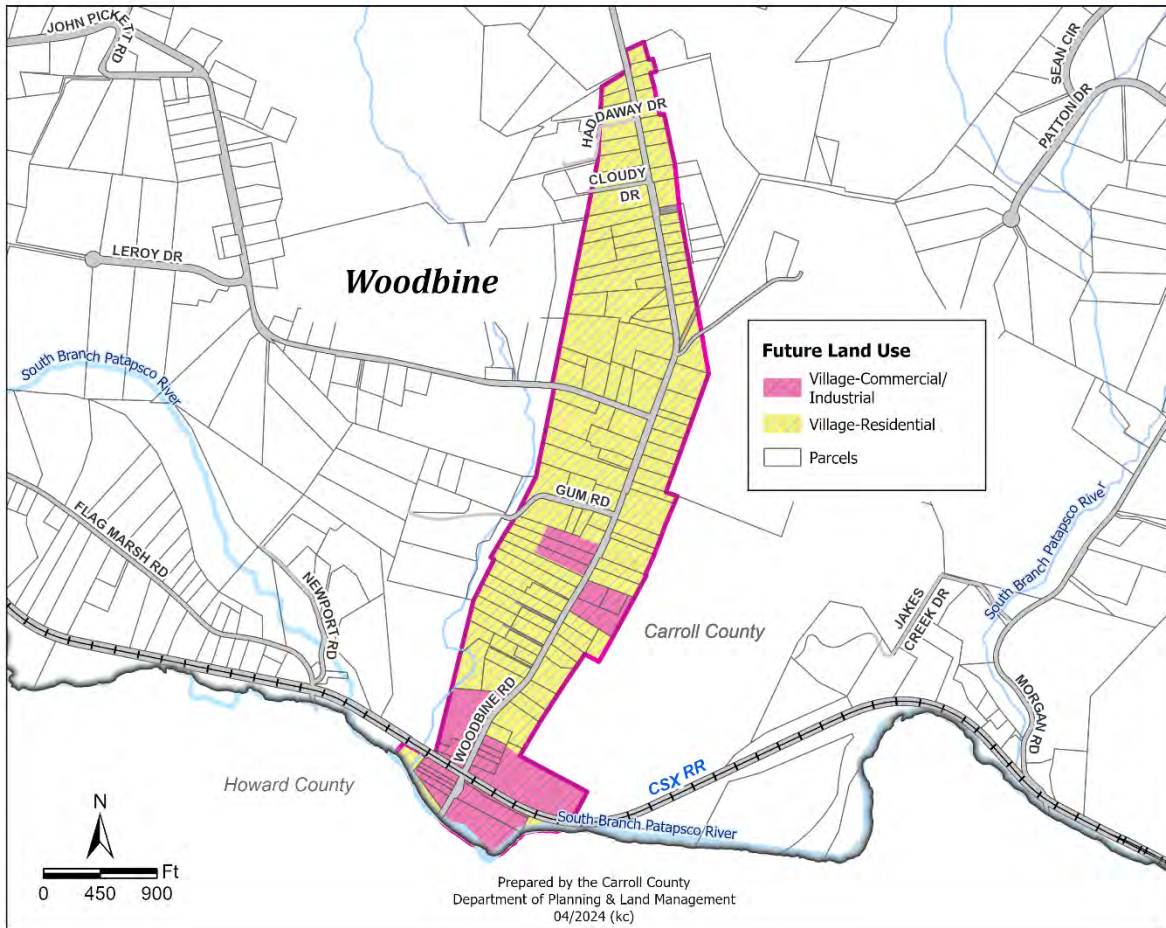 JOHN PICKETT RD
SEAN CIR
PATTON DR
HADDAWAY DR
CLOUDY
DR
LEROY DR
Woodbine
Future Land Use
Village-Commercial/
Industrial
Village-Residential
Parcels
South Branch Patapsco River
GUM RD
FLAG MARSH RD
NEWPORT RD
South Branch Patapsco River
JAKES
CREEK DR
Carroll County
MORGAN RD
WOODBINE RD
Howard County
CSX RR
South Branch Patapsco River
N
Ft
0 450 900
Prepared by the Carroll County
Department of Planning & Land Management
04/2024 (kc)